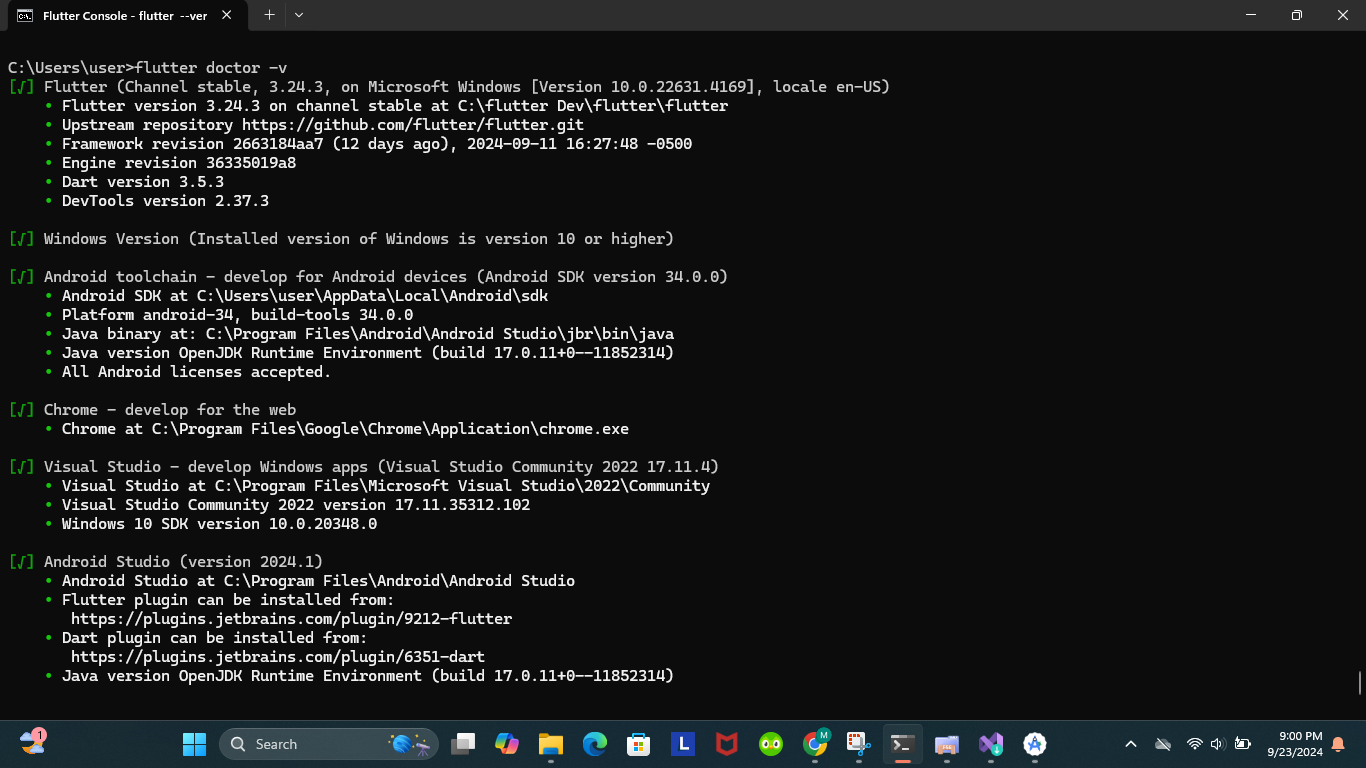 Flutter Console - flutter --ver
C:\Users\user>flutter doctor -v
[√] Flutter (Channel stable, 3.24.3, on Microsoft Windows [Version 10.0.22631.4169], locale en-US)
• Flutter version 3.24.3 on channel stable at C:\flutter Dev\flutter\flutter
• Upstream repository https://github.com/flutter/flutter.git
• Framework revision 2663184aa7 (12 days ago), 2024-09-11 16:27:48 -0500
• Engine revision 36335019a8
• Dart version 3.5.3
• DevTools version 2.37.3
[√] Windows Version (Installed version of Windows is version 10 or higher)
[√] Android toolchain - develop for Android devices (Android SDK version 34.0.0)
• Android SDK at C:\Users\user\AppData\Local\Android\sdk
• Platform android-34, build-tools 34.0.0
• Java binary at: C:\Program Files\Android\Android Studio\jbr\bin\java
• Java version OpenJDK Runtime Environment (build 17.0.11+0--11852314)
• All Android licenses accepted.
[√] Chrome - develop for the web
• Chrome at C:\Program Files\Google\Chrome\Application\chrome.exe
[√] Visual Studio - develop Windows apps (Visual Studio Community 2022 17.11.4)
• Visual Studio at C:\Program Files\Microsoft Visual Studio\2022\Community
• Visual Studio Community 2022 version 17.11.35312.102
• Windows 10 SDK version 10.0.20348.0
[√] Android Studio (version 2024.1)
• Android Studio at C:\Program Files\Android\Android Studio
• Flutter plugin can be installed from:
https://plugins.jetbrains.com/plugin/9212-flutter
• Dart plugin can be installed from:
https://plugins.jetbrains.com/plugin/6351-dart
• Java version OpenJDK Runtime Environment (build 17.0.11+0--11852314)
1
Search
L
M
9:00 PM
9/23/2024